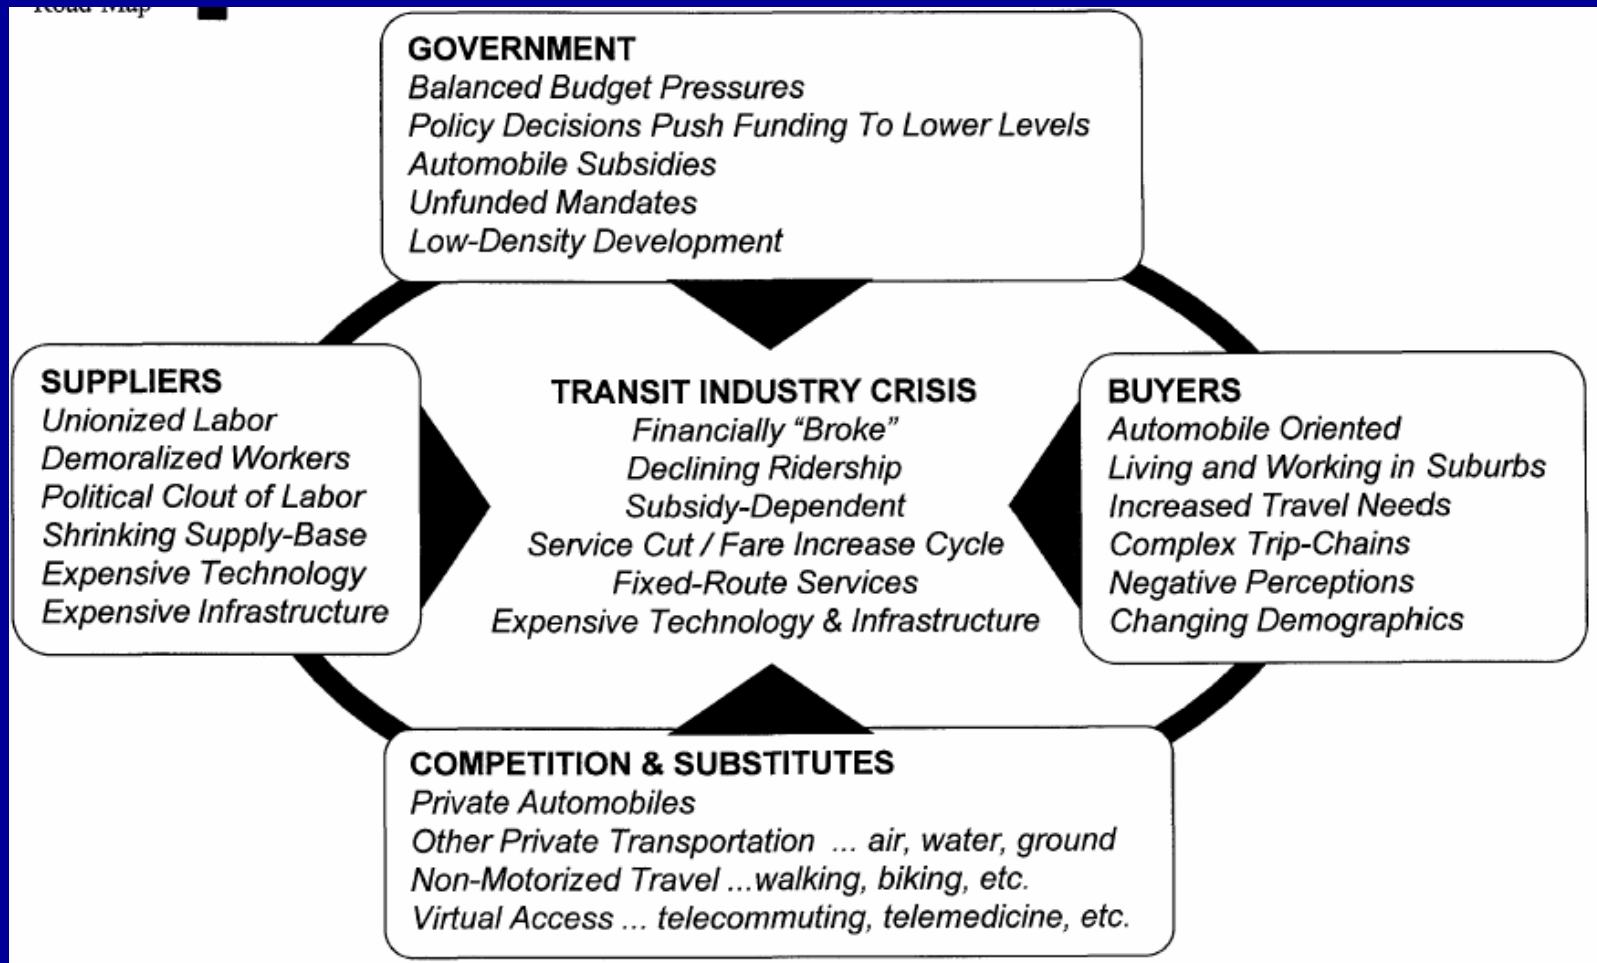 Road Map
GOVERNMENT
Balanced Budget Pressures
Policy Decisions Push Funding To Lower Levels
Automobile Subsidies
Unfunded Mandates
Low-Density Development
SUPPLIERS
Unionized Labor
Demoralized Workers
Political Clout of Labor
Shrinking Supply-Base
Expensive Technology
Expensive Infrastructure
TRANSIT INDUSTRY CRISIS
Financially “Broke”
Declining Ridership
Subsidy-Dependent
Service Cut / Fare Increase Cycle
Fixed-Route Services
Expensive Technology & Infrastructure
BUYERS
Automobile Oriented
Living and Working in Suburbs
Increased Travel Needs
Complex Trip-Chains
Negative Perceptions
Changing Demographics
COMPETITION & SUBSTITUTES
Private Automobiles
Other Private Transportation ... air, water, ground
Non-Motorized Travel ...walking, biking, etc.
Virtual Access ... telecommuting, telemedicine, etc.